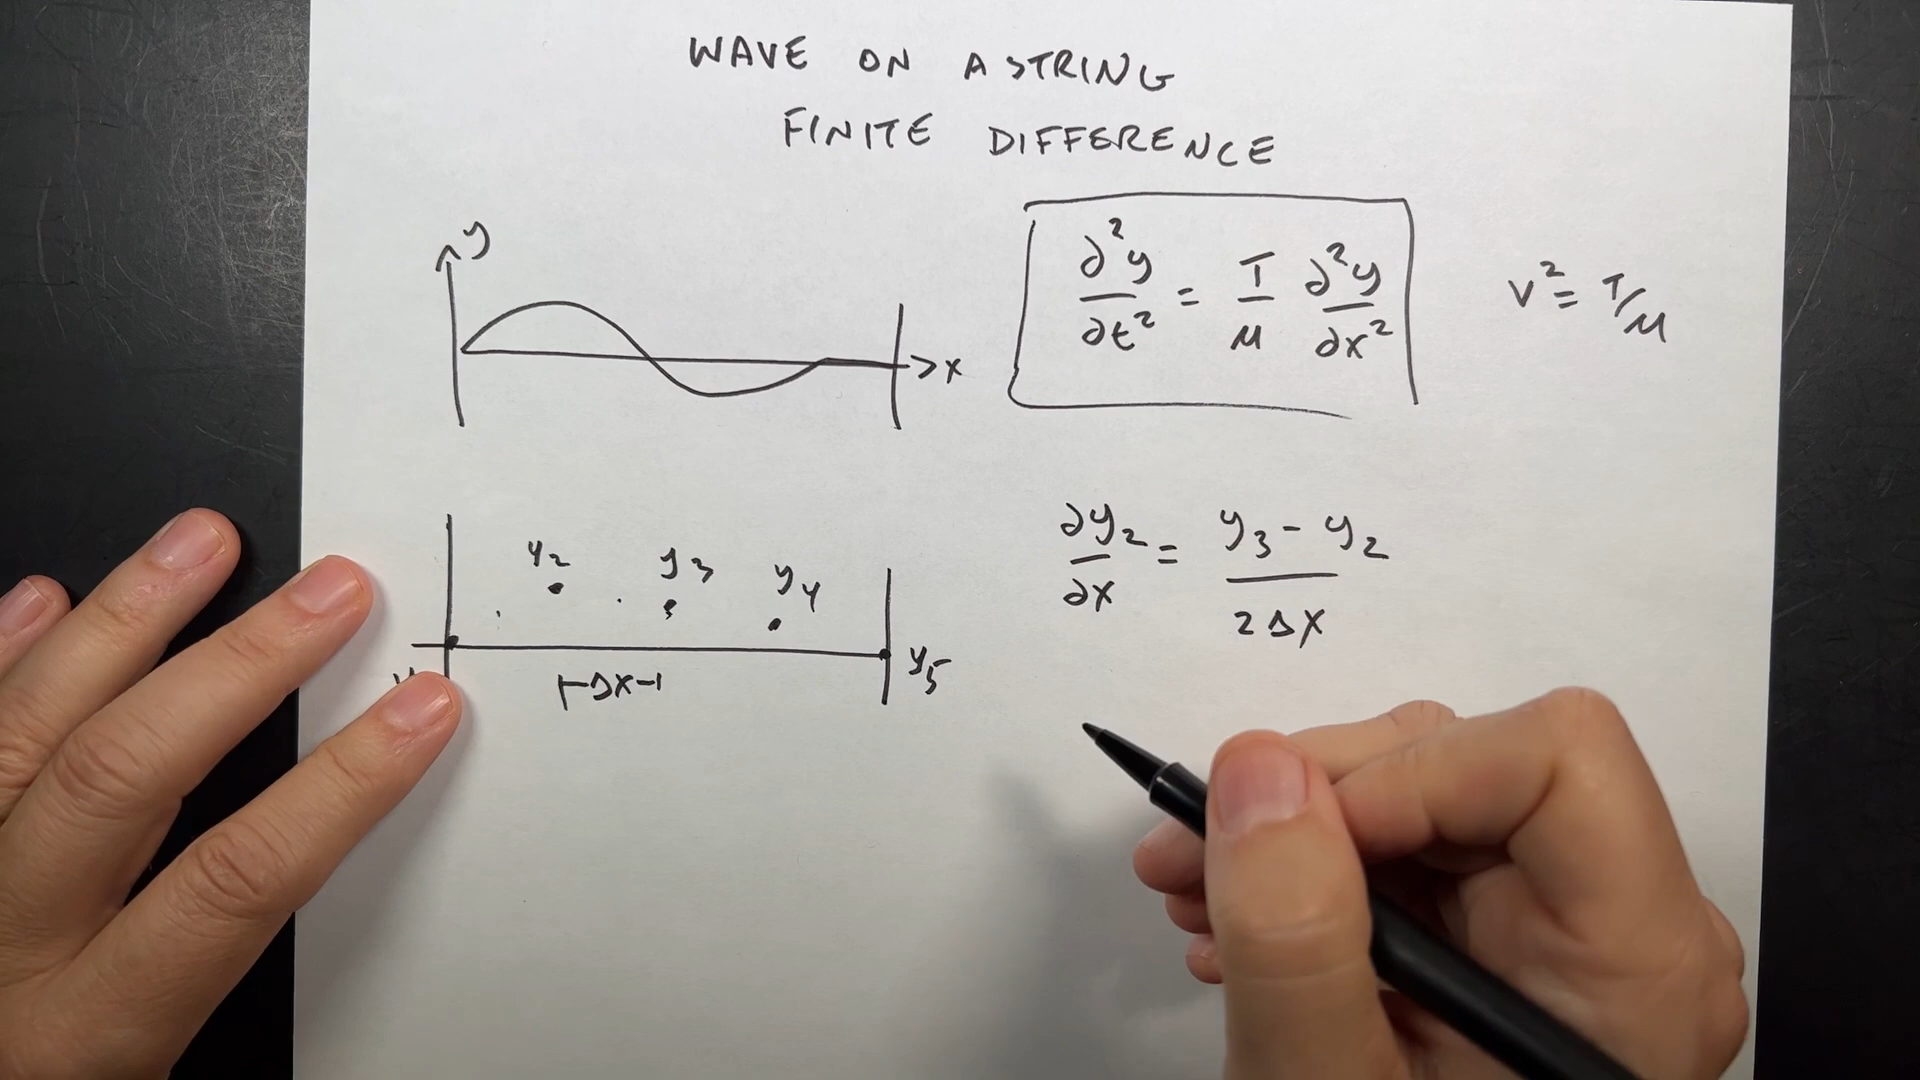 WAVE ON A STRING
FINITE DIFFERENCE
y
x
∂²y/∂t² = T/μ ∂²y/∂x²
v² = T/μ
y₂ y₃ y₄
y₅
⊢Δx⊣
∂y₂/∂x = y₃ - y₂ / 2Δx